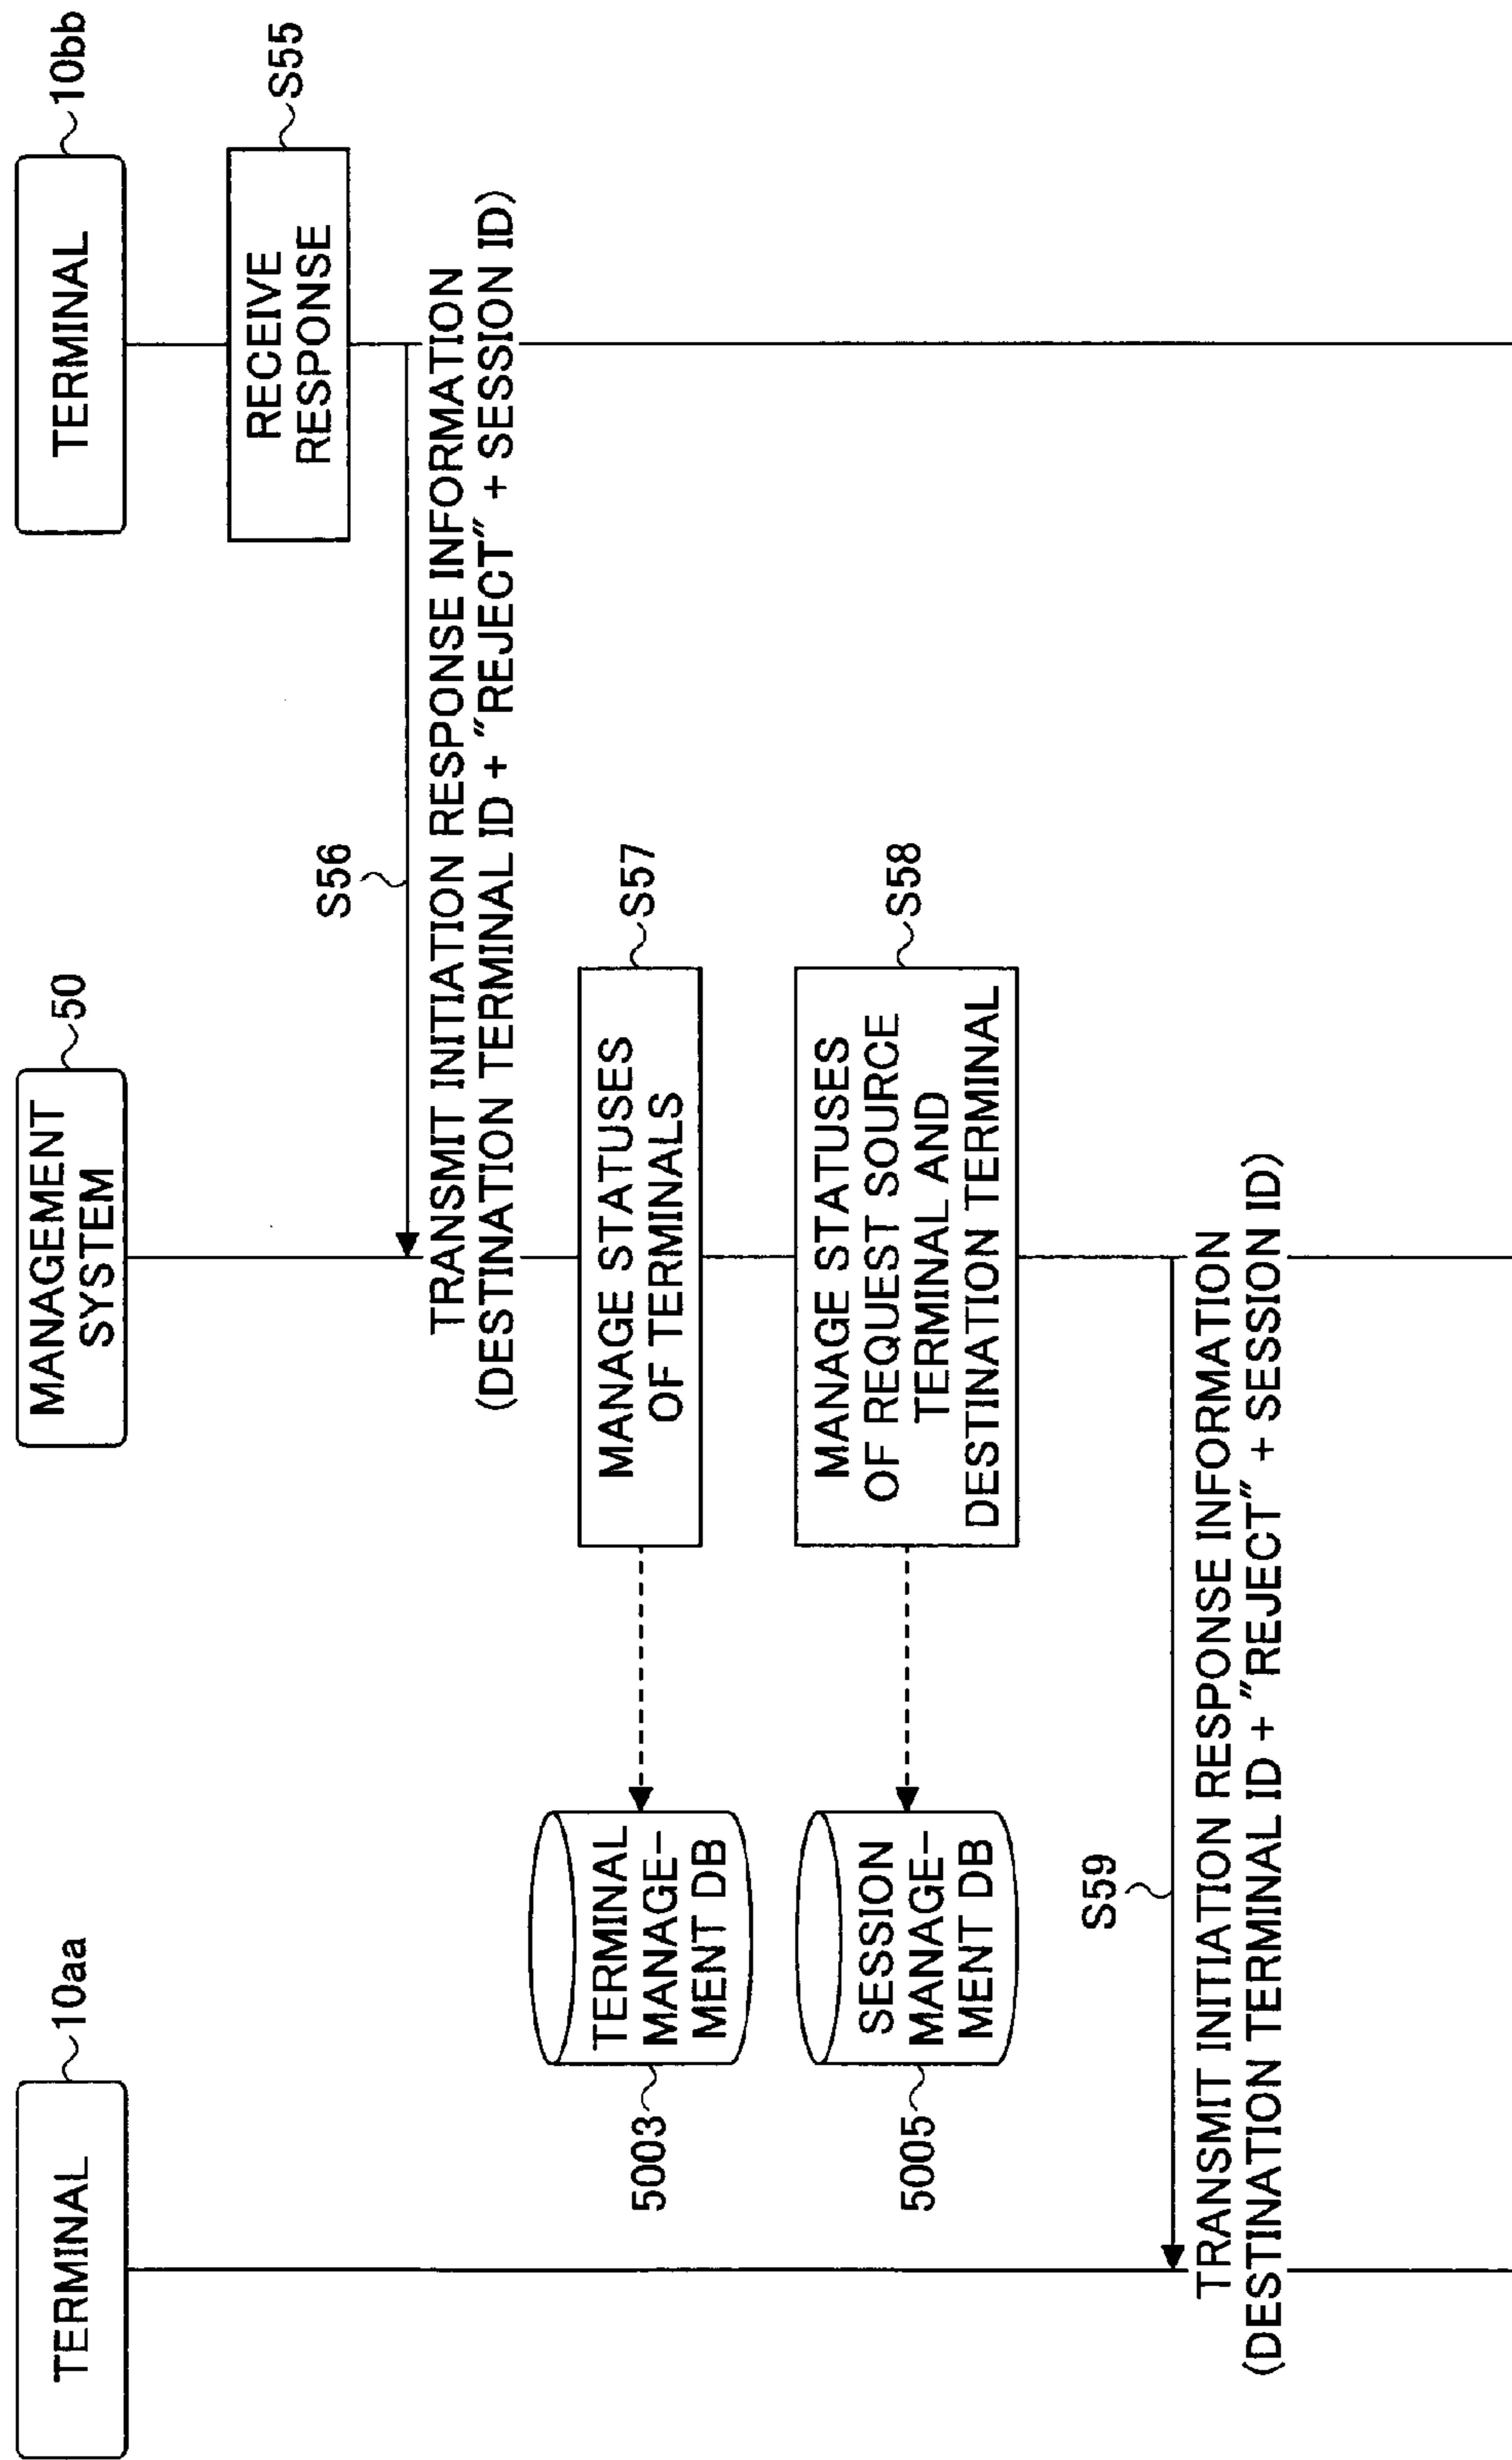 TERMINAL
10aa
MANAGEMENT
SYSTEM
50
TERMINAL
10bb
RECEIVE
RESPONSE
S55
S56
TRANSMIT INITIATION RESPONSE INFORMATION
(DESTINATION TERMINAL ID + "REJECT" + SESSION ID)
MANAGE STATUSES
OF TERMINALS
S57
TERMINAL
MANAGE-
MENT DB
5003
MANAGE STATUSES
OF REQUEST SOURCE
TERMINAL AND
DESTINATION TERMINAL
S58
SESSION
MANAGE-
MENT DB
5005
S59
TRANSMIT INITIATION RESPONSE INFORMATION
(DESTINATION TERMINAL ID + "REJECT" + SESSION ID)